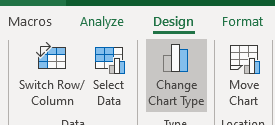 Macros Analyze Design Format
Switch Row/ Select Change Move
Column Data Chart Type Chart
Data Type Location